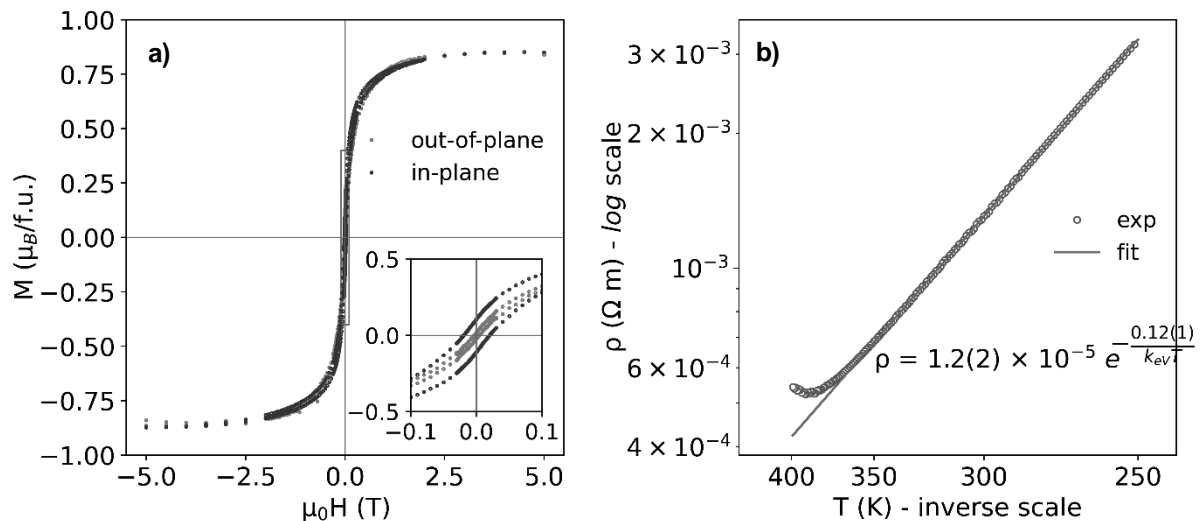 a)
M (μ_B/f.u.)
1.00
0.75
0.50
0.25
0.00
−0.25
−0.50
−0.75
−1.00
out-of-plane
in-plane
0.5
0.0
−0.5
−0.1
0.0
0.1
−5.0
−2.5
0.0
2.5
5.0
μ₀H (T)
b)
ρ (Ω m) - log scale
3 × 10⁻³
2 × 10⁻³
10⁻³
6 × 10⁻⁴
4 × 10⁻⁴
exp
fit
ρ = 1.2(2) × 10⁻⁵ e^{−\frac{0.12(1)}{k_{eV}T}}
400
350
300
250
T (K) - inverse scale